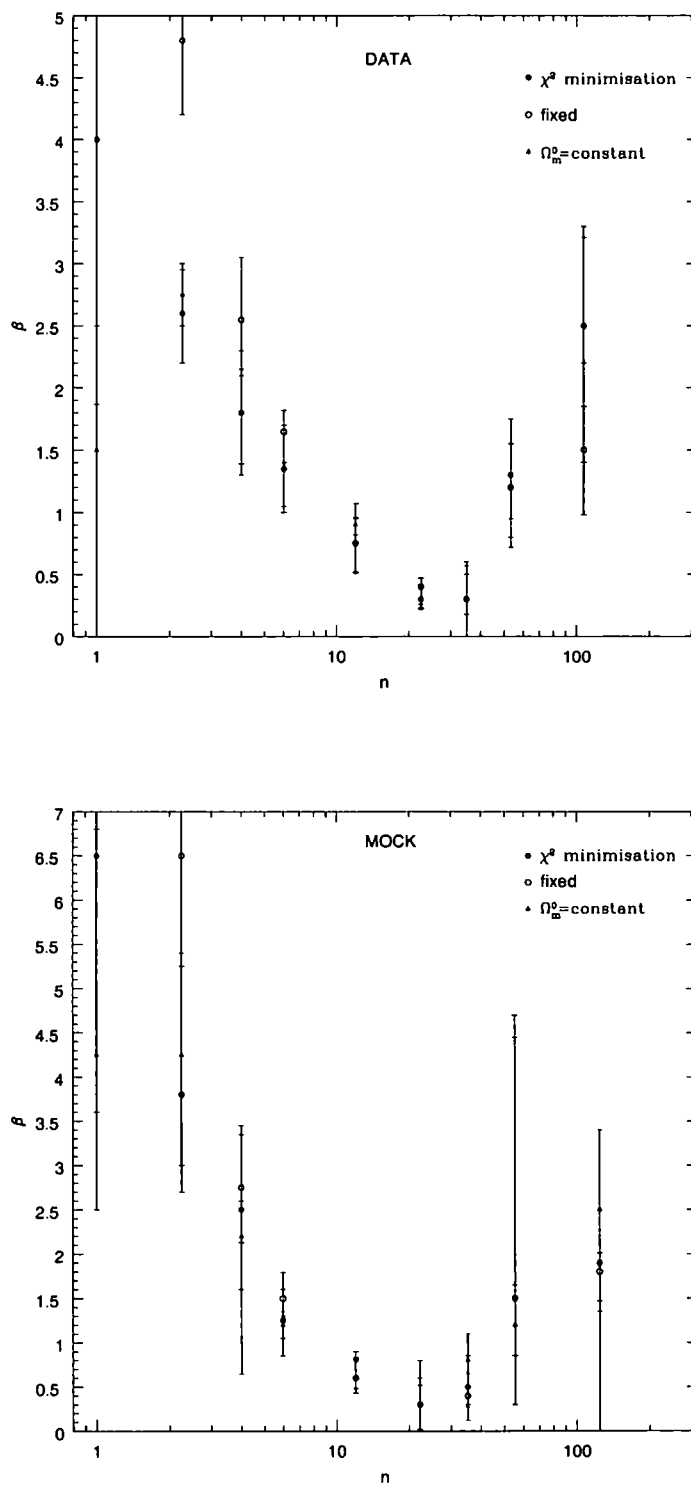 DATA
χ² minimisation
fixed
Ω⁰ₘ=constant
5
4.5
4
3.5
3
2.5
2
1.5
1
0.5
0
β
1
10
100
n
MOCK
χ² minimisation
fixed
Ω⁰ₘ=constant
7
6.5
6
5.5
5
4.5
4
3.5
3
2.5
2
1.5
1
0.5
0
β
1
10
100
n